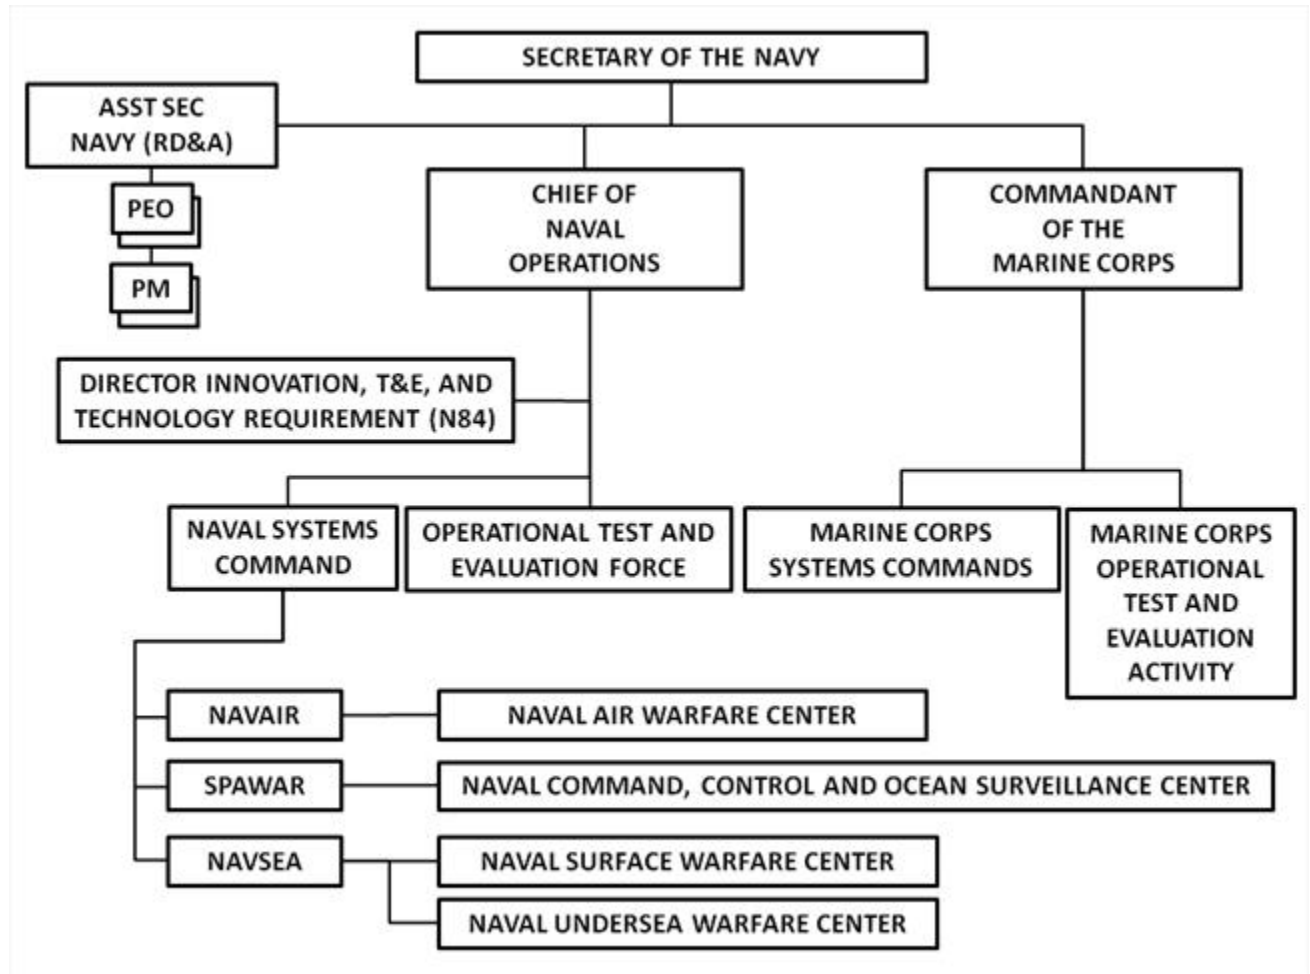 SECRETARY OF THE NAVY
ASST SEC
NAVY (RD&A)
PEO
PM
CHIEF OF
NAVAL
OPERATIONS
COMMANDANT
OF THE
MARINE CORPS
DIRECTOR INNOVATION, T&E, AND
TECHNOLOGY REQUIREMENT (N84)
NAVAL SYSTEMS
COMMAND
OPERATIONAL TEST AND
EVALUATION FORCE
MARINE CORPS
SYSTEMS COMMANDS
MARINE CORPS
OPERATIONAL
TEST AND
EVALUATION
ACTIVITY
NAVAIR
NAVAL AIR WARFARE CENTER
SPAWAR
NAVAL COMMAND, CONTROL AND OCEAN SURVEILLANCE CENTER
NAVSEA
NAVAL SURFACE WARFARE CENTER
NAVAL UNDERSEA WARFARE CENTER